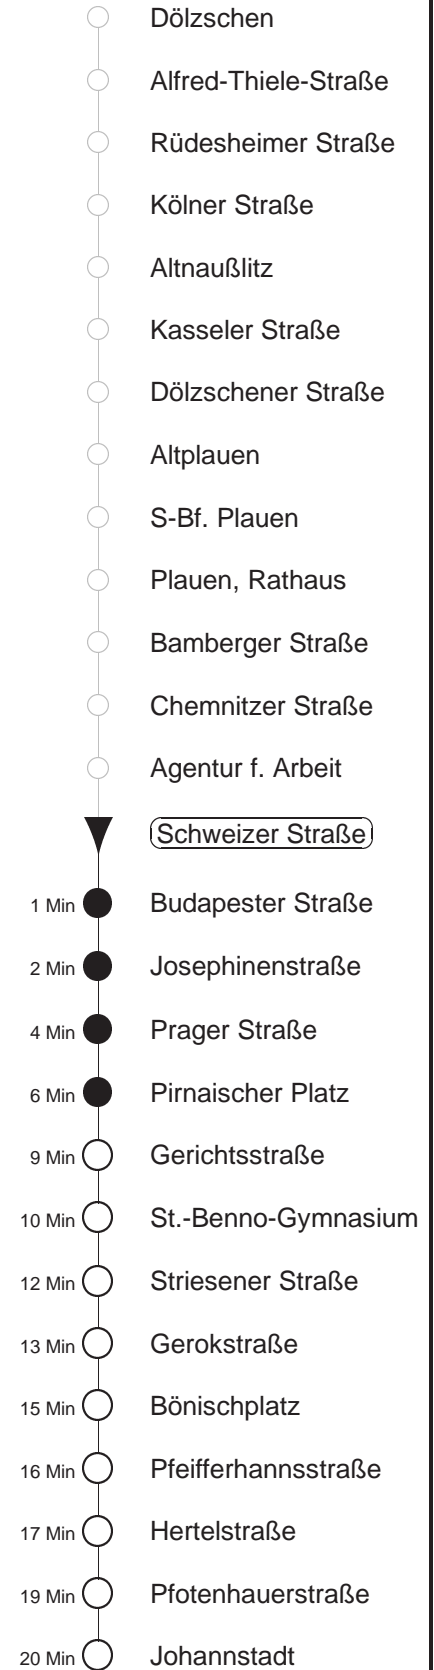 Dölzschen
Alfred-Thiele-Straße
Rüdesheimer Straße
Kölner Straße
Altnaußlitz
Kasseler Straße
Dölzschener Straße
Altplauen
S-Bf. Plauen
Plauen, Rathaus
Bamberger Straße
Chemnitzer Straße
Agentur f. Arbeit
Schweizer Straße
1 Min Budapester Straße
2 Min Josephinenstraße
4 Min Prager Straße
6 Min Pirnaischer Platz
9 Min Gerichtsstraße
10 Min St.-Benno-Gymnasium
12 Min Striesener Straße
13 Min Gerokstraße
15 Min Bönischplatz
16 Min Pfeifferhannsstraße
17 Min Hertelstraße
19 Min Pfotenhauerstraße
20 Min Johannstadt